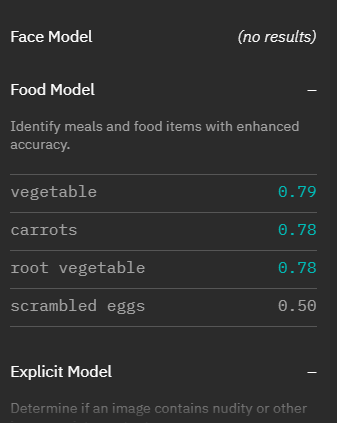 Face Model (no results)
Food Model –
Identify meals and food items with enhanced
accuracy.
vegetable 0.79
carrots 0.78
root vegetable 0.78
scrambled eggs 0.50
Explicit Model –
Determine if an image contains nudity or other